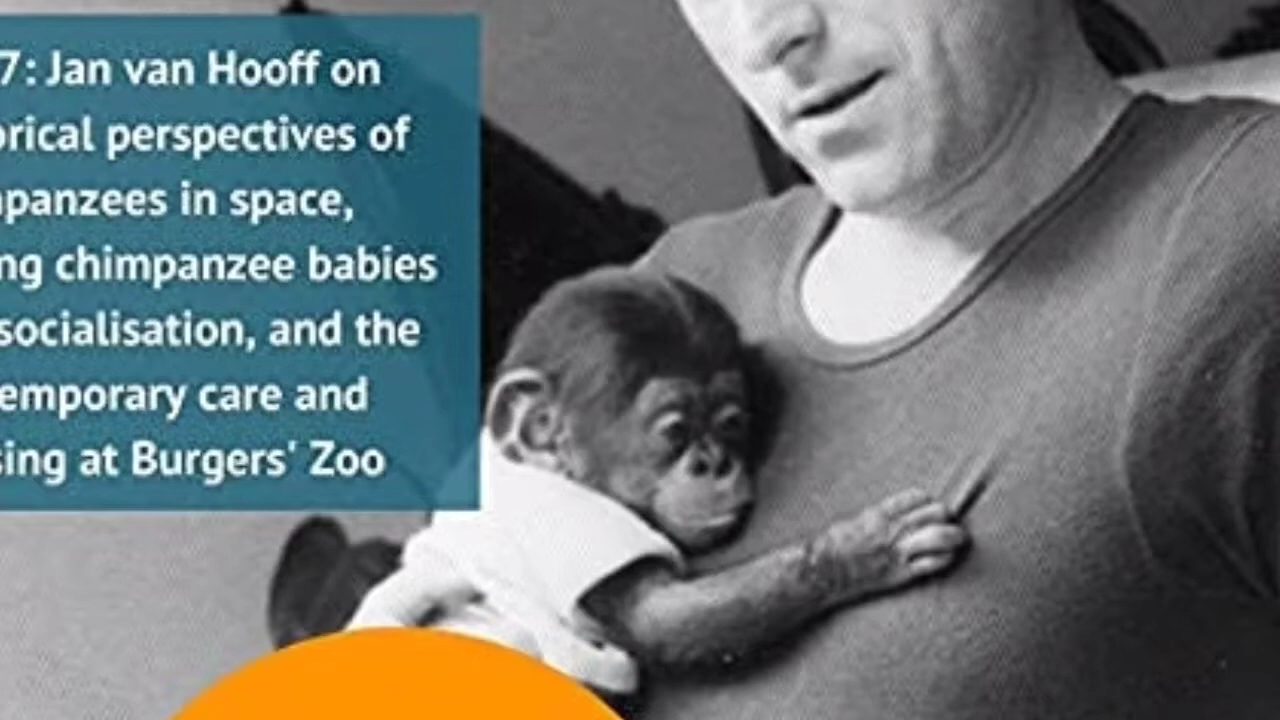 7: Jan van Hooff on
orical perspectives of
panzees in space,
ng chimpanzee babies
socialisation, and the
emporary care and
sing at Burgers' Zoo